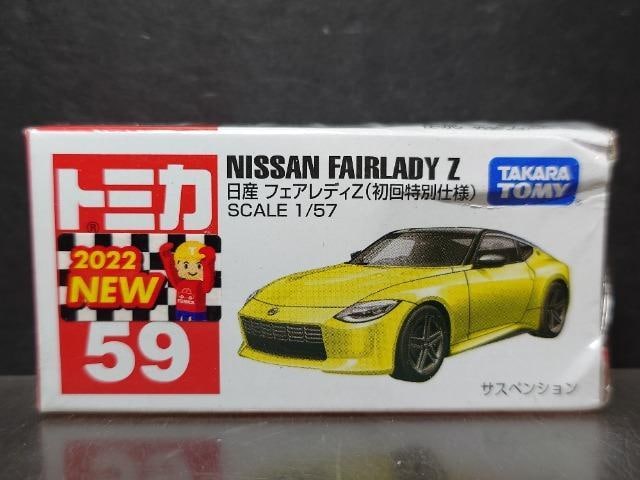 トミカ
®
2022
NEW
59
NISSAN FAIRLADY Z
日産 フェアレディZ(初回特別仕様)
SCALE 1/57
TAKARA
TOMY
サスペンション